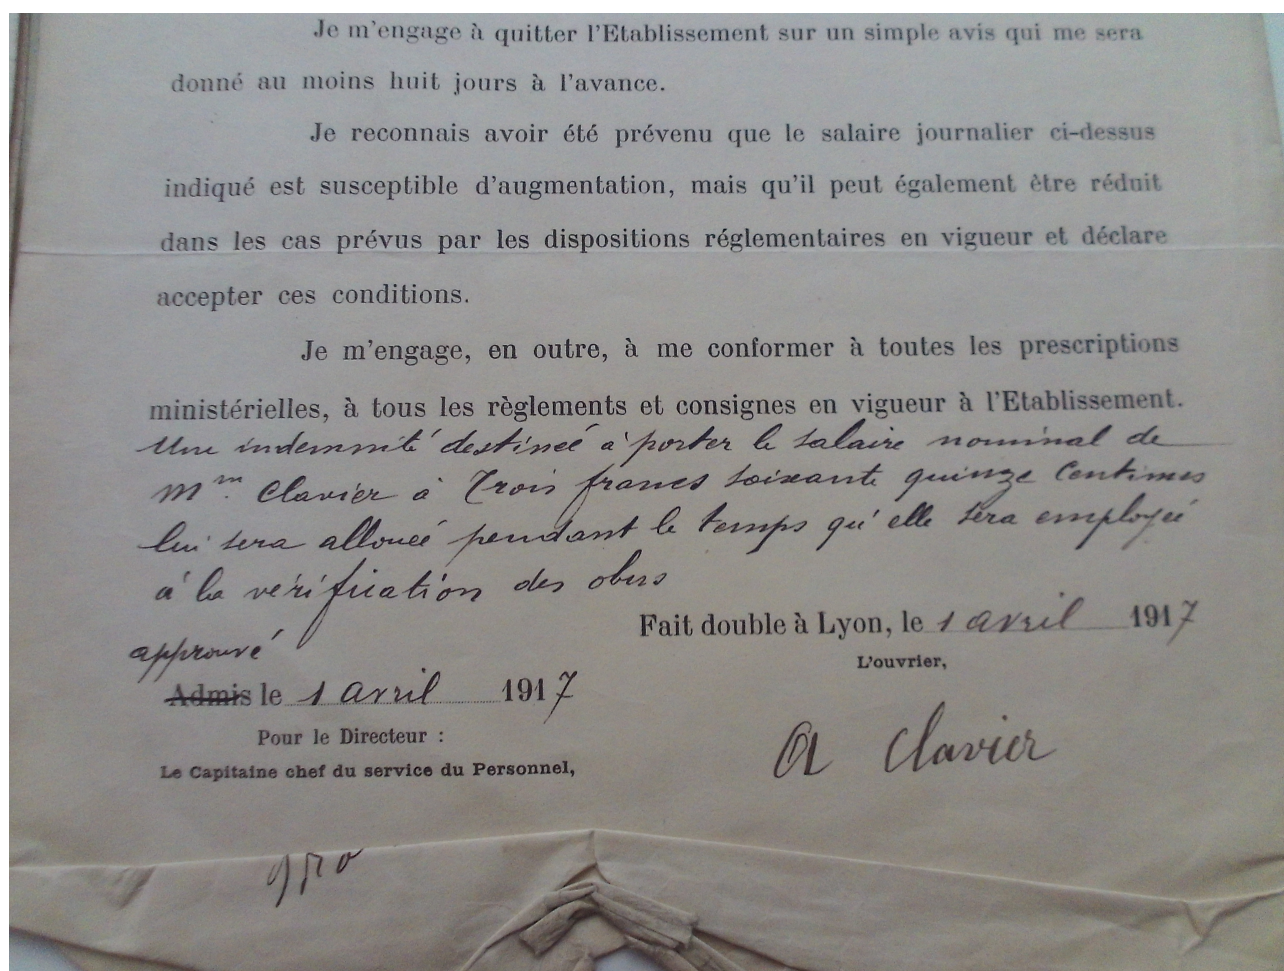 Je m'engage à quitter l'Etablissement sur un simple avis qui me sera
donné au moins huit jours à l'avance.
Je reconnais avoir été prévenu que le salaire journalier ci-dessus
indiqué est susceptible d'augmentation, mais qu'il peut également être réduit
dans les cas prévus par les dispositions réglementaires en vigueur et déclare
accepter ces conditions.
Je m'engage, en outre, à me conformer à toutes les prescriptions
ministérielles, à tous les règlements et consignes en vigueur à l'Etablissement.
Une indemnité destinée à porter le salaire nominal de
Mm. Clavier à Trois francs soixante quinze Centimes
lui sera allouée pendant le temps qu'elle sera employée
à la vérification des obus
Fait double à Lyon, le 1 avril 1917
approuvé
L'ouvrier,
Admis le 1 avril 1917
Pour le Directeur :
A Clavier
Le Capitaine chef du service du Personnel,